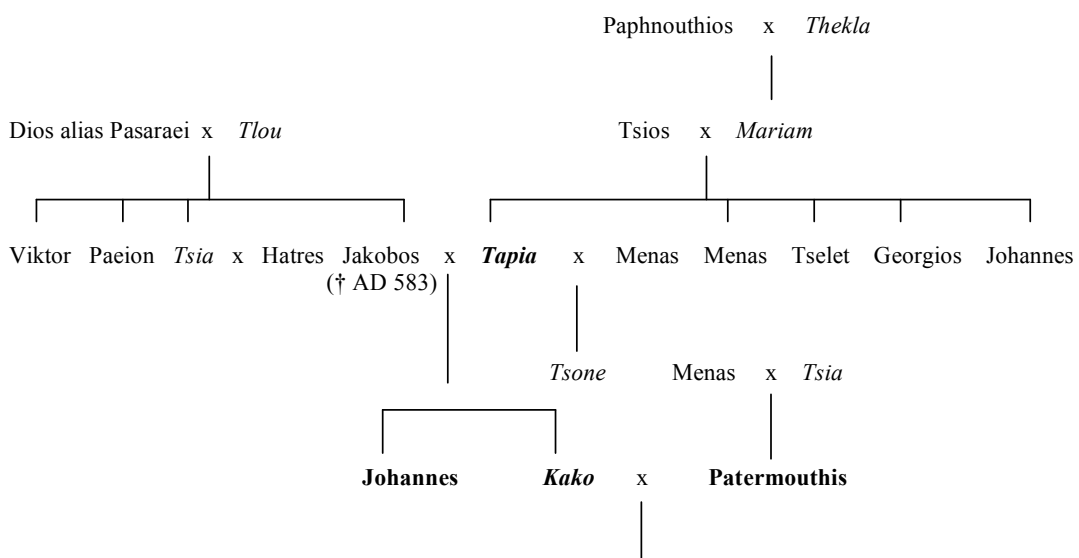 Paphnouthios x Thekla
Dios alias Pasaraei x Tlou Tsios x Mariam
Viktor Paeion Tsia x Hatres Jakobos x Tapia x Menas Menas Tselet Georgios Johannes
(† AD 583)
Tsone Menas x Tsia
Johannes Kako x Patermouthis